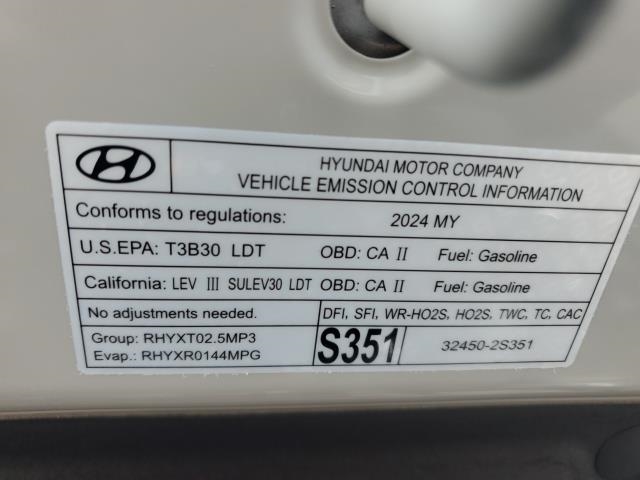 HYUNDAI MOTOR COMPANY
VEHICLE EMISSION CONTROL INFORMATION
Conforms to regulations: 2024 MY
U.S.EPA: T3B30 LDT OBD: CA II Fuel: Gasoline
California: LEV III SULEV30 LDT OBD: CA II Fuel: Gasoline
No adjustments needed. DFI, SFI, WR-HO2S, HO2S, TWC, TC, CAC
Group: RHYXT02.5MP3
Evap.: RHYXR0144MPG
S351 32450-2S351